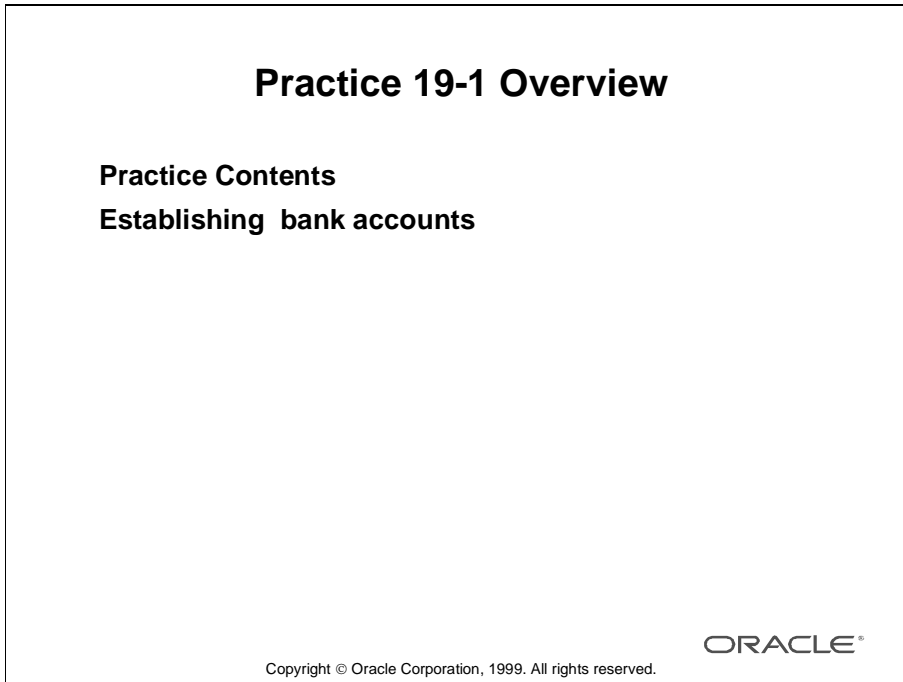 Practice 19-1 Overview
Practice Contents
Establishing  bank accounts
ORACLE®
Copyright © Oracle Corporation, 1999. All rights reserved.